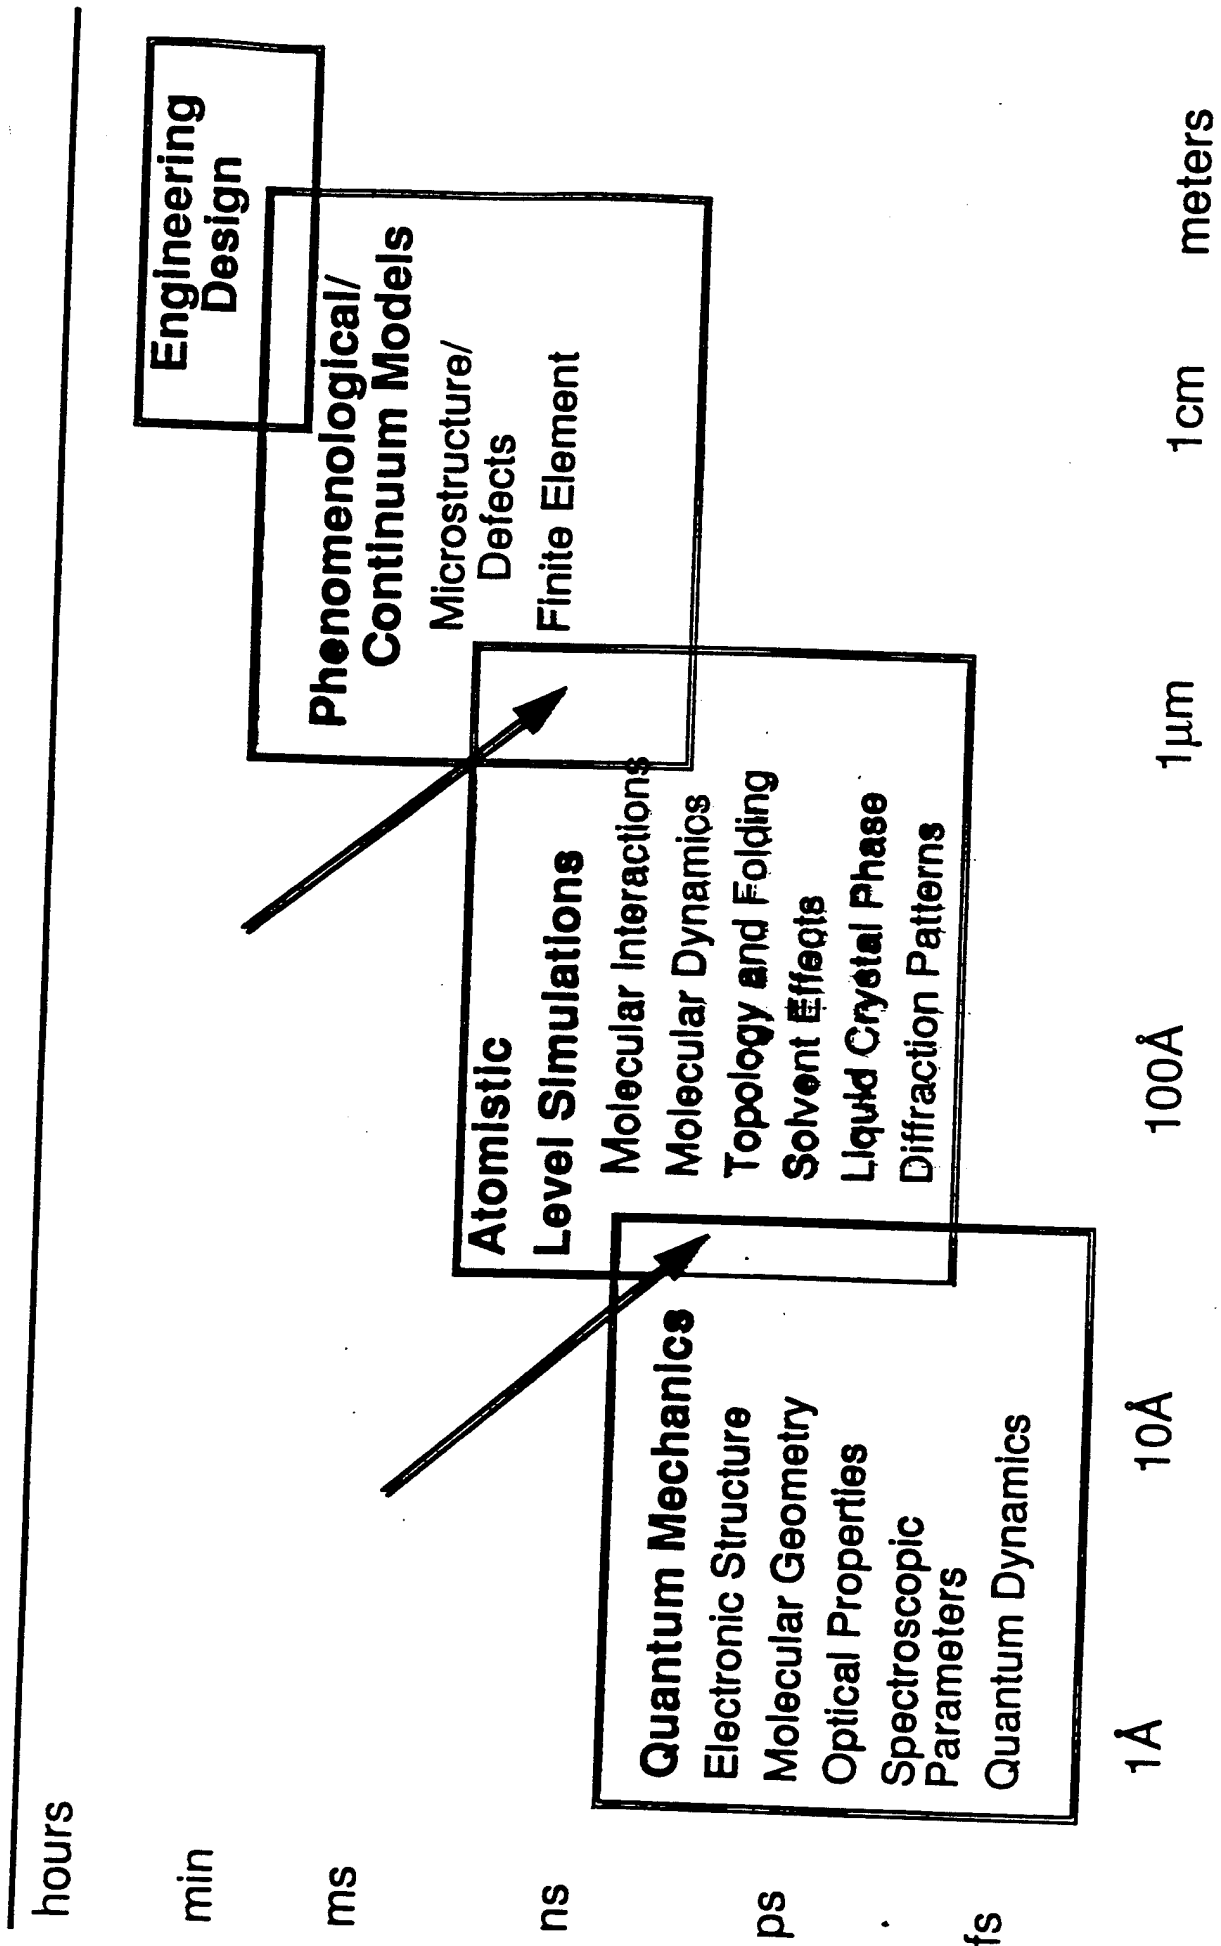 hours
min
ms
ns
ps
fs
Engineering
Design
Phenomenological/
Continuum Models
Microstructure/
Defects
Finite Element
Atomistic
Level Simulations
Molecular Interactions
Molecular Dynamics
Topology and Folding
Solvent Effects
Liquid Crystal Phase
Diffraction Patterns
Quantum Mechanics
Electronic Structure
Molecular Geometry
Optical Properties
Spectroscopic
Parameters
Quantum Dynamics
1Å
10Å
100Å
1µm
1cm
meters